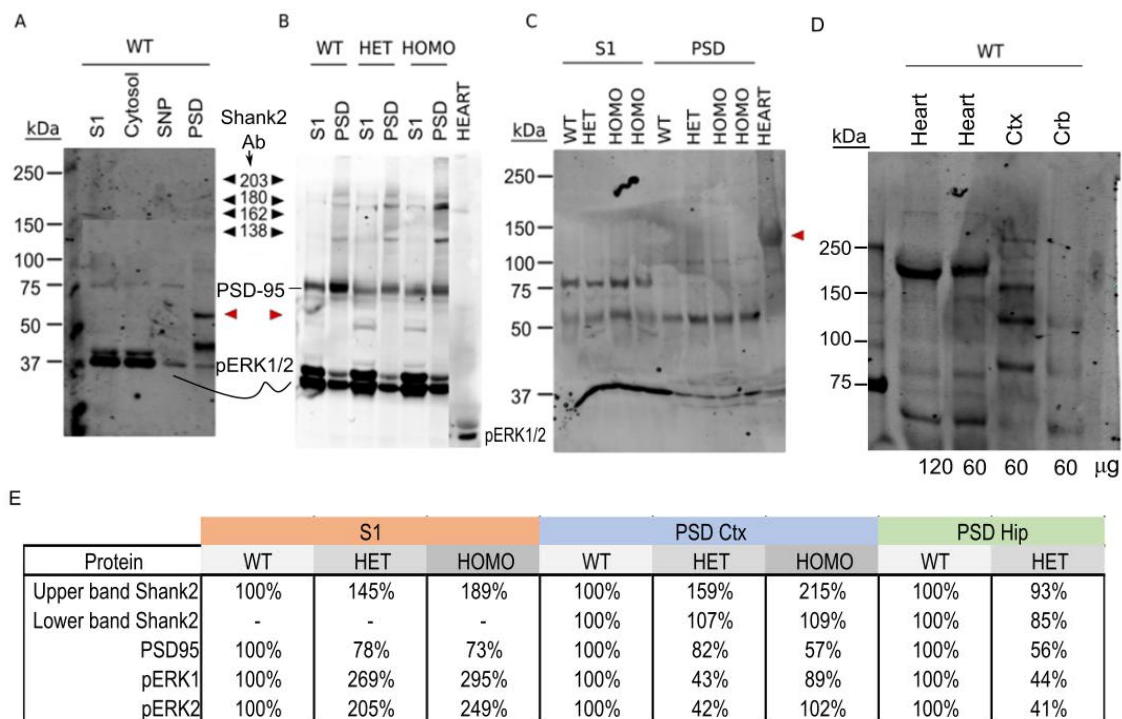 A
WT
kDa
S1
Cytosol
SNP
PSD
250
150
100
75
50
37
Shank2
Ab
203
180
162
138
PSD-95
pERK1/2
B
WT HET HOMO
S1
PSD
S1
PSD
S1
PSD
HEART
pERK1/2
C
S1 PSD
kDa
WT
HET
HOMO
HOMO
WT
HET
HOMO
HOMO
HEART
250
150
100
75
50
37
D
WT
kDa
Heart
Heart
Ctx
Crb
250
150
100
75
120 60 60 60 μg
E
S1 PSD Ctx PSD Hip
Protein WT HET HOMO WT HET HOMO WT HET
Upper band Shank2 100% 145% 189% 100% 159% 215% 100% 93%
Lower band Shank2 - - - 100% 107% 109% 100% 85%
PSD95 100% 78% 73% 100% 82% 57% 100% 56%
pERK1 100% 269% 295% 100% 43% 89% 100% 44%
pERK2 100% 205% 249% 100% 42% 102% 100% 41%